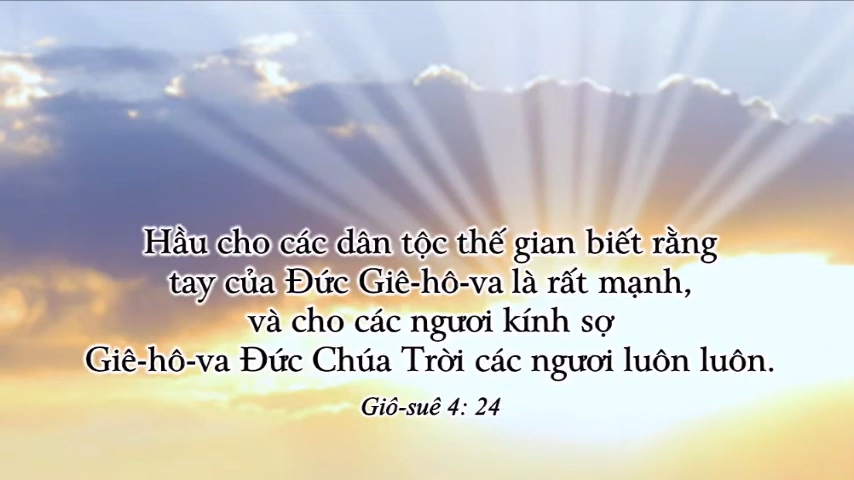 Hầu cho các dân tộc thế gian biết rằng
tay của Đức Giê-hô-va là rất mạnh,
và cho các ngươi kính sợ
Giê-hô-va Đức Chúa Trời các ngươi luôn luôn.
Giô-suê 4: 24